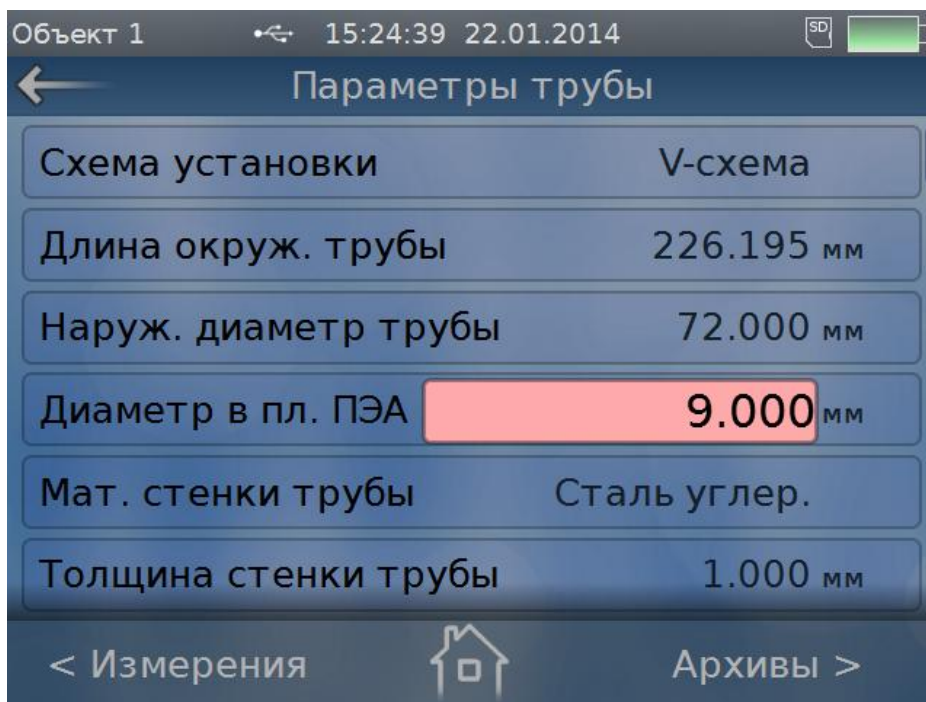 Объект 1 15:24:39 22.01.2014 SD
Параметры трубы
Схема установки V-схема
Длина окруж. трубы 226.195 мм
Наруж. диаметр трубы 72.000 мм
Диаметр в пл. ПЭА 9.000 мм
Мат. стенки трубы Сталь углер.
Толщина стенки трубы 1.000 мм
< Измерения Архивы >